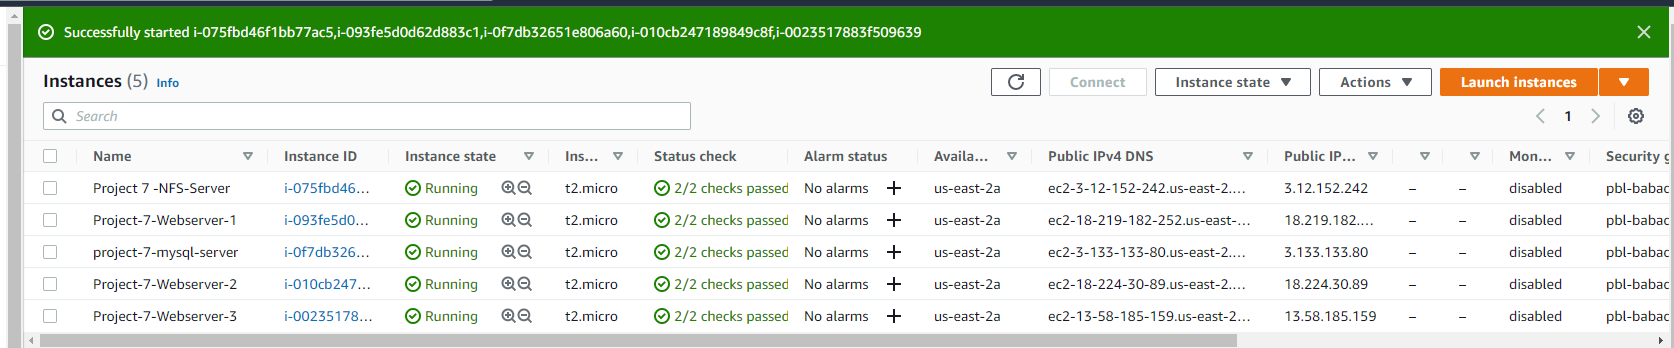 Successfully started i-075fbd46f1bb77ac5,i-093fe5d0d62d883c1,i-0f7db32651e806a60,i-010cb247189849c8f,i-0023517883f509639
Instances (5) Info Connect Instance state Actions Launch instances
Search 1
Name Instance ID Instance state Ins... Status check Alarm status Availa... Public IPv4 DNS Public IP... Mon... Security g
Project 7 -NFS-Server i-075fbd46... Running t2.micro 2/2 checks passed No alarms + us-east-2a ec2-3-12-152-242.us-east-2.... 3.12.152.242 – – disabled pbl-babac
Project-7-Webserver-1 i-093fe5d0... Running t2.micro 2/2 checks passed No alarms + us-east-2a ec2-18-219-182-252.us-east-... 18.219.182.... – – disabled pbl-babac
project-7-mysql-server i-0f7db326... Running t2.micro 2/2 checks passed No alarms + us-east-2a ec2-3-133-133-80.us-east-2.... 3.133.133.80 – – disabled pbl-babac
Project-7-Webserver-2 i-010cb247... Running t2.micro 2/2 checks passed No alarms + us-east-2a ec2-18-224-30-89.us-east-2.... 18.224.30.89 – – disabled pbl-babac
Project-7-Webserver-3 i-00235178... Running t2.micro 2/2 checks passed No alarms + us-east-2a ec2-13-58-185-159.us-east-2... 13.58.185.159 – – disabled pbl-babac